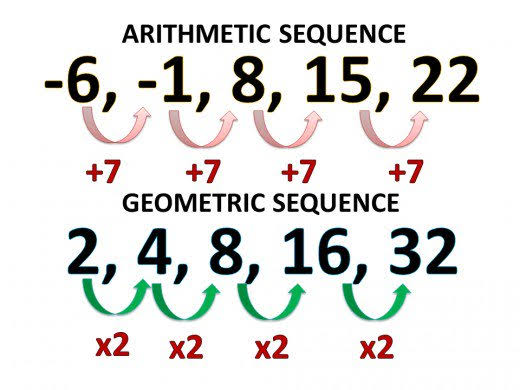 ARITHMETIC SEQUENCE
-6, -1, 8, 15, 22
+7 +7 +7 +7
GEOMETRIC SEQUENCE
2, 4, 8, 16, 32
x2 x2 x2 x2